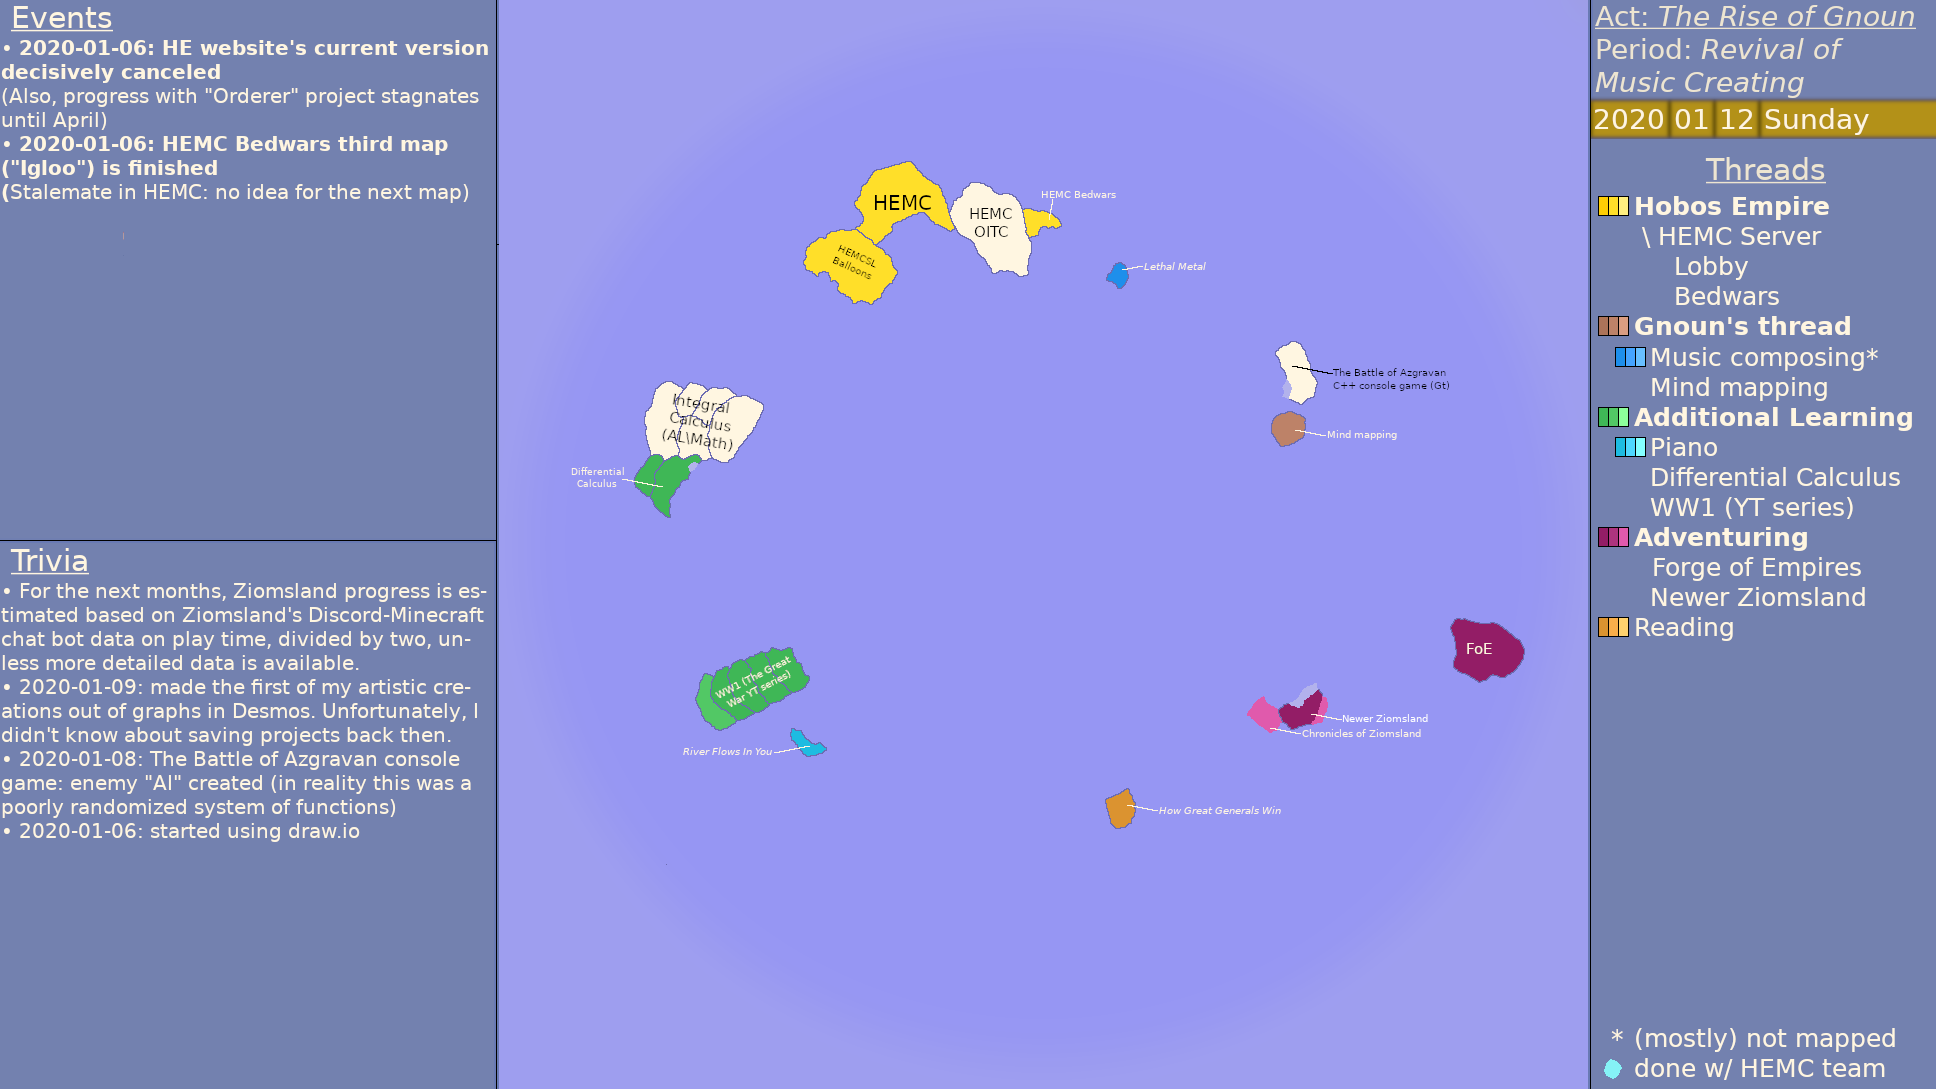 Events
• 2020-01-06: HE website's current version
decisively canceled
(Also, progress with "Orderer" project stagnates
until April)
• 2020-01-06: HEMC Bedwars third map
("Igloo") is finished
(Stalemate in HEMC: no idea for the next map)
Trivia
• For the next months, Ziomsland progress is es-
timated based on Ziomsland's Discord-Minecraft
chat bot data on play time, divided by two, un-
less more detailed data is available.
• 2020-01-09: made the first of my artistic cre-
ations out of graphs in Desmos. Unfortunately, I
didn't know about saving projects back then.
• 2020-01-08: The Battle of Azgravan console
game: enemy "AI" created (in reality this was a
poorly randomized system of functions)
• 2020-01-06: started using draw.io
HEMC
HEMC
OITC
HEMC Bedwars
HEMCSL
Balloons
Lethal Metal
The Battle of Azgravan
C++ console game (Gt)
Integral
Calculus
(AL\Math)
Mind mapping
Differential
Calculus
WW1 (The Great
War YT series)
River Flows In You
FoE
Newer Ziomsland
Chronicles of Ziomsland
How Great Generals Win
Act: The Rise of Gnoun
Period: Revival of
Music Creating
2020 01 12 Sunday
Threads
Hobos Empire
\ HEMC Server
Lobby
Bedwars
Gnoun's thread
Music composing*
Mind mapping
Additional Learning
Piano
Differential Calculus
WW1 (YT series)
Adventuring
Forge of Empires
Newer Ziomsland
Reading
* (mostly) not mapped
done w/ HEMC team